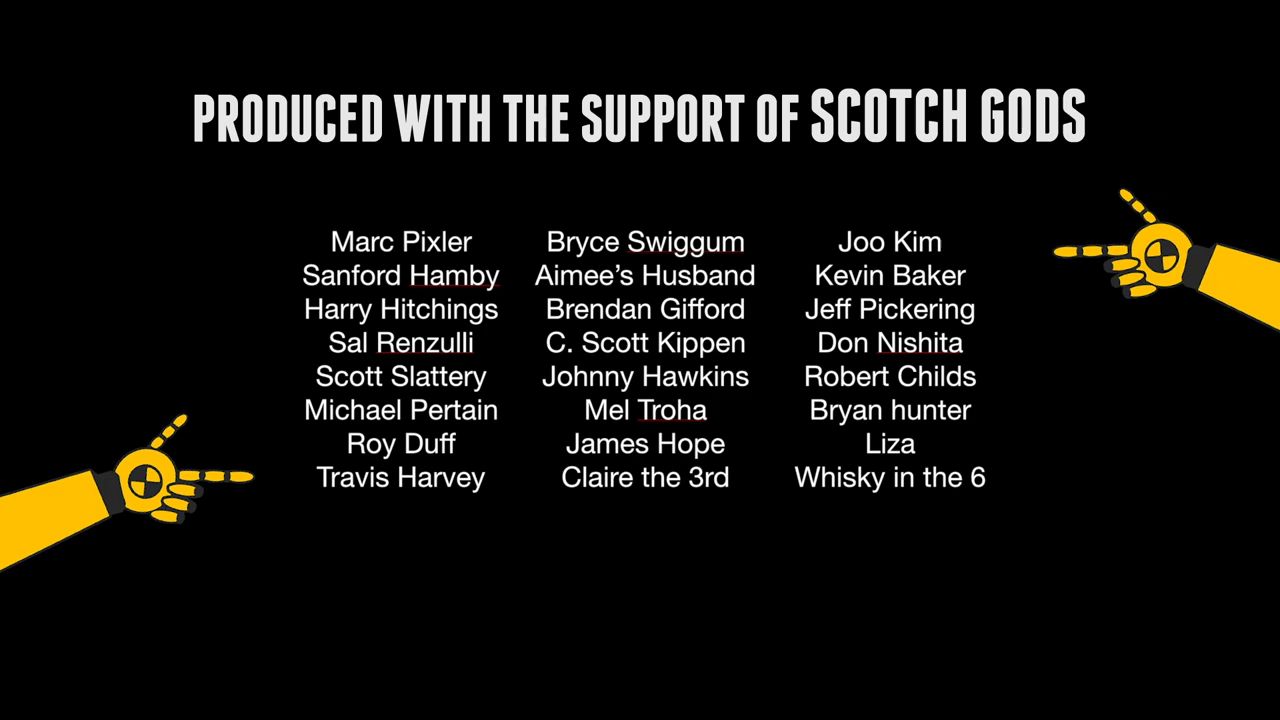 PRODUCED WITH THE SUPPORT OF SCOTCH GODS
Marc Pixler
Sanford Hamby
Harry Hitchings
Sal Renzulli
Scott Slattery
Michael Pertain
Roy Duff
Travis Harvey
Bryce Swiggum
Aimee’s Husband
Brendan Gifford
C. Scott Kippen
Johnny Hawkins
Mel Troha
James Hope
Claire the 3rd
Joo Kim
Kevin Baker
Jeff Pickering
Don Nishita
Robert Childs
Bryan hunter
Liza
Whisky in the 6